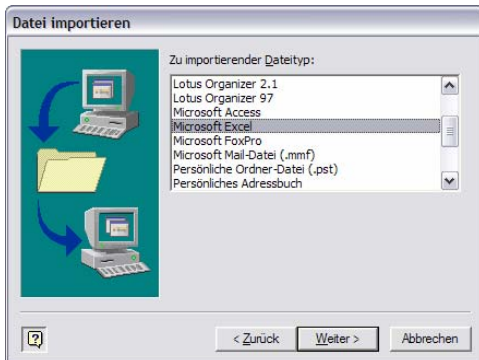 Datei importieren
Zu importierender Dateityp:
Lotus Organizer 2.1
Lotus Organizer 97
Microsoft Access
Microsoft Excel
Microsoft FoxPro
Microsoft Mail-Datei (.mmf)
Persönliche Ordner-Datei (.pst)
Persönliches Adressbuch
?
< Zurück
Weiter >
Abbrechen